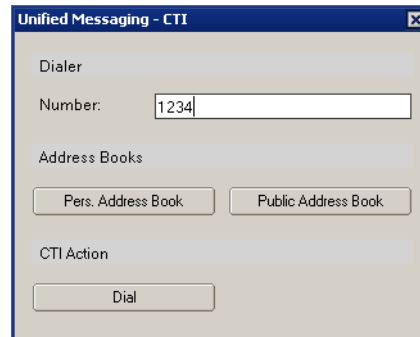 Unified Messaging - CTI
Dialer
Number: 1234
Address Books
Pers. Address Book Public Address Book
CTI Action
Dial